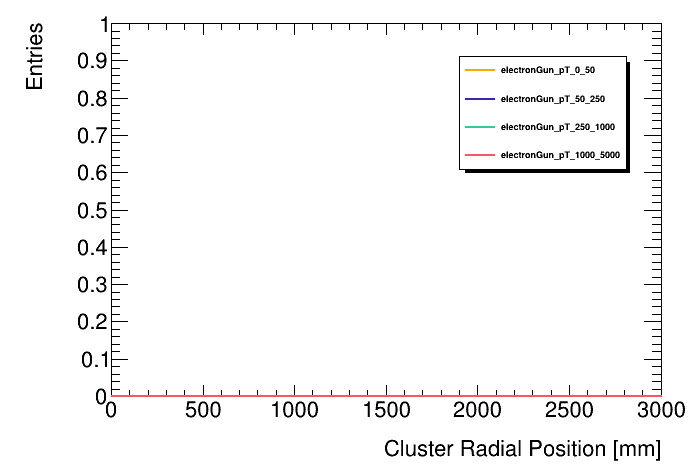 Entries
1
0.9
0.8
0.7
0.6
0.5
0.4
0.3
0.2
0.1
0
electronGun_pT_0_50
electronGun_pT_50_250
electronGun_pT_250_1000
electronGun_pT_1000_5000
0 500 1000 1500 2000 2500 3000
Cluster Radial Position [mm]